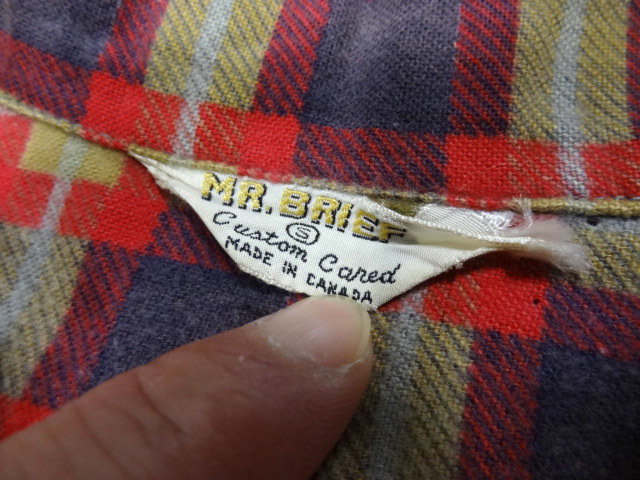 MR. BRIEF
S
Custom Cared
MADE IN CANADA